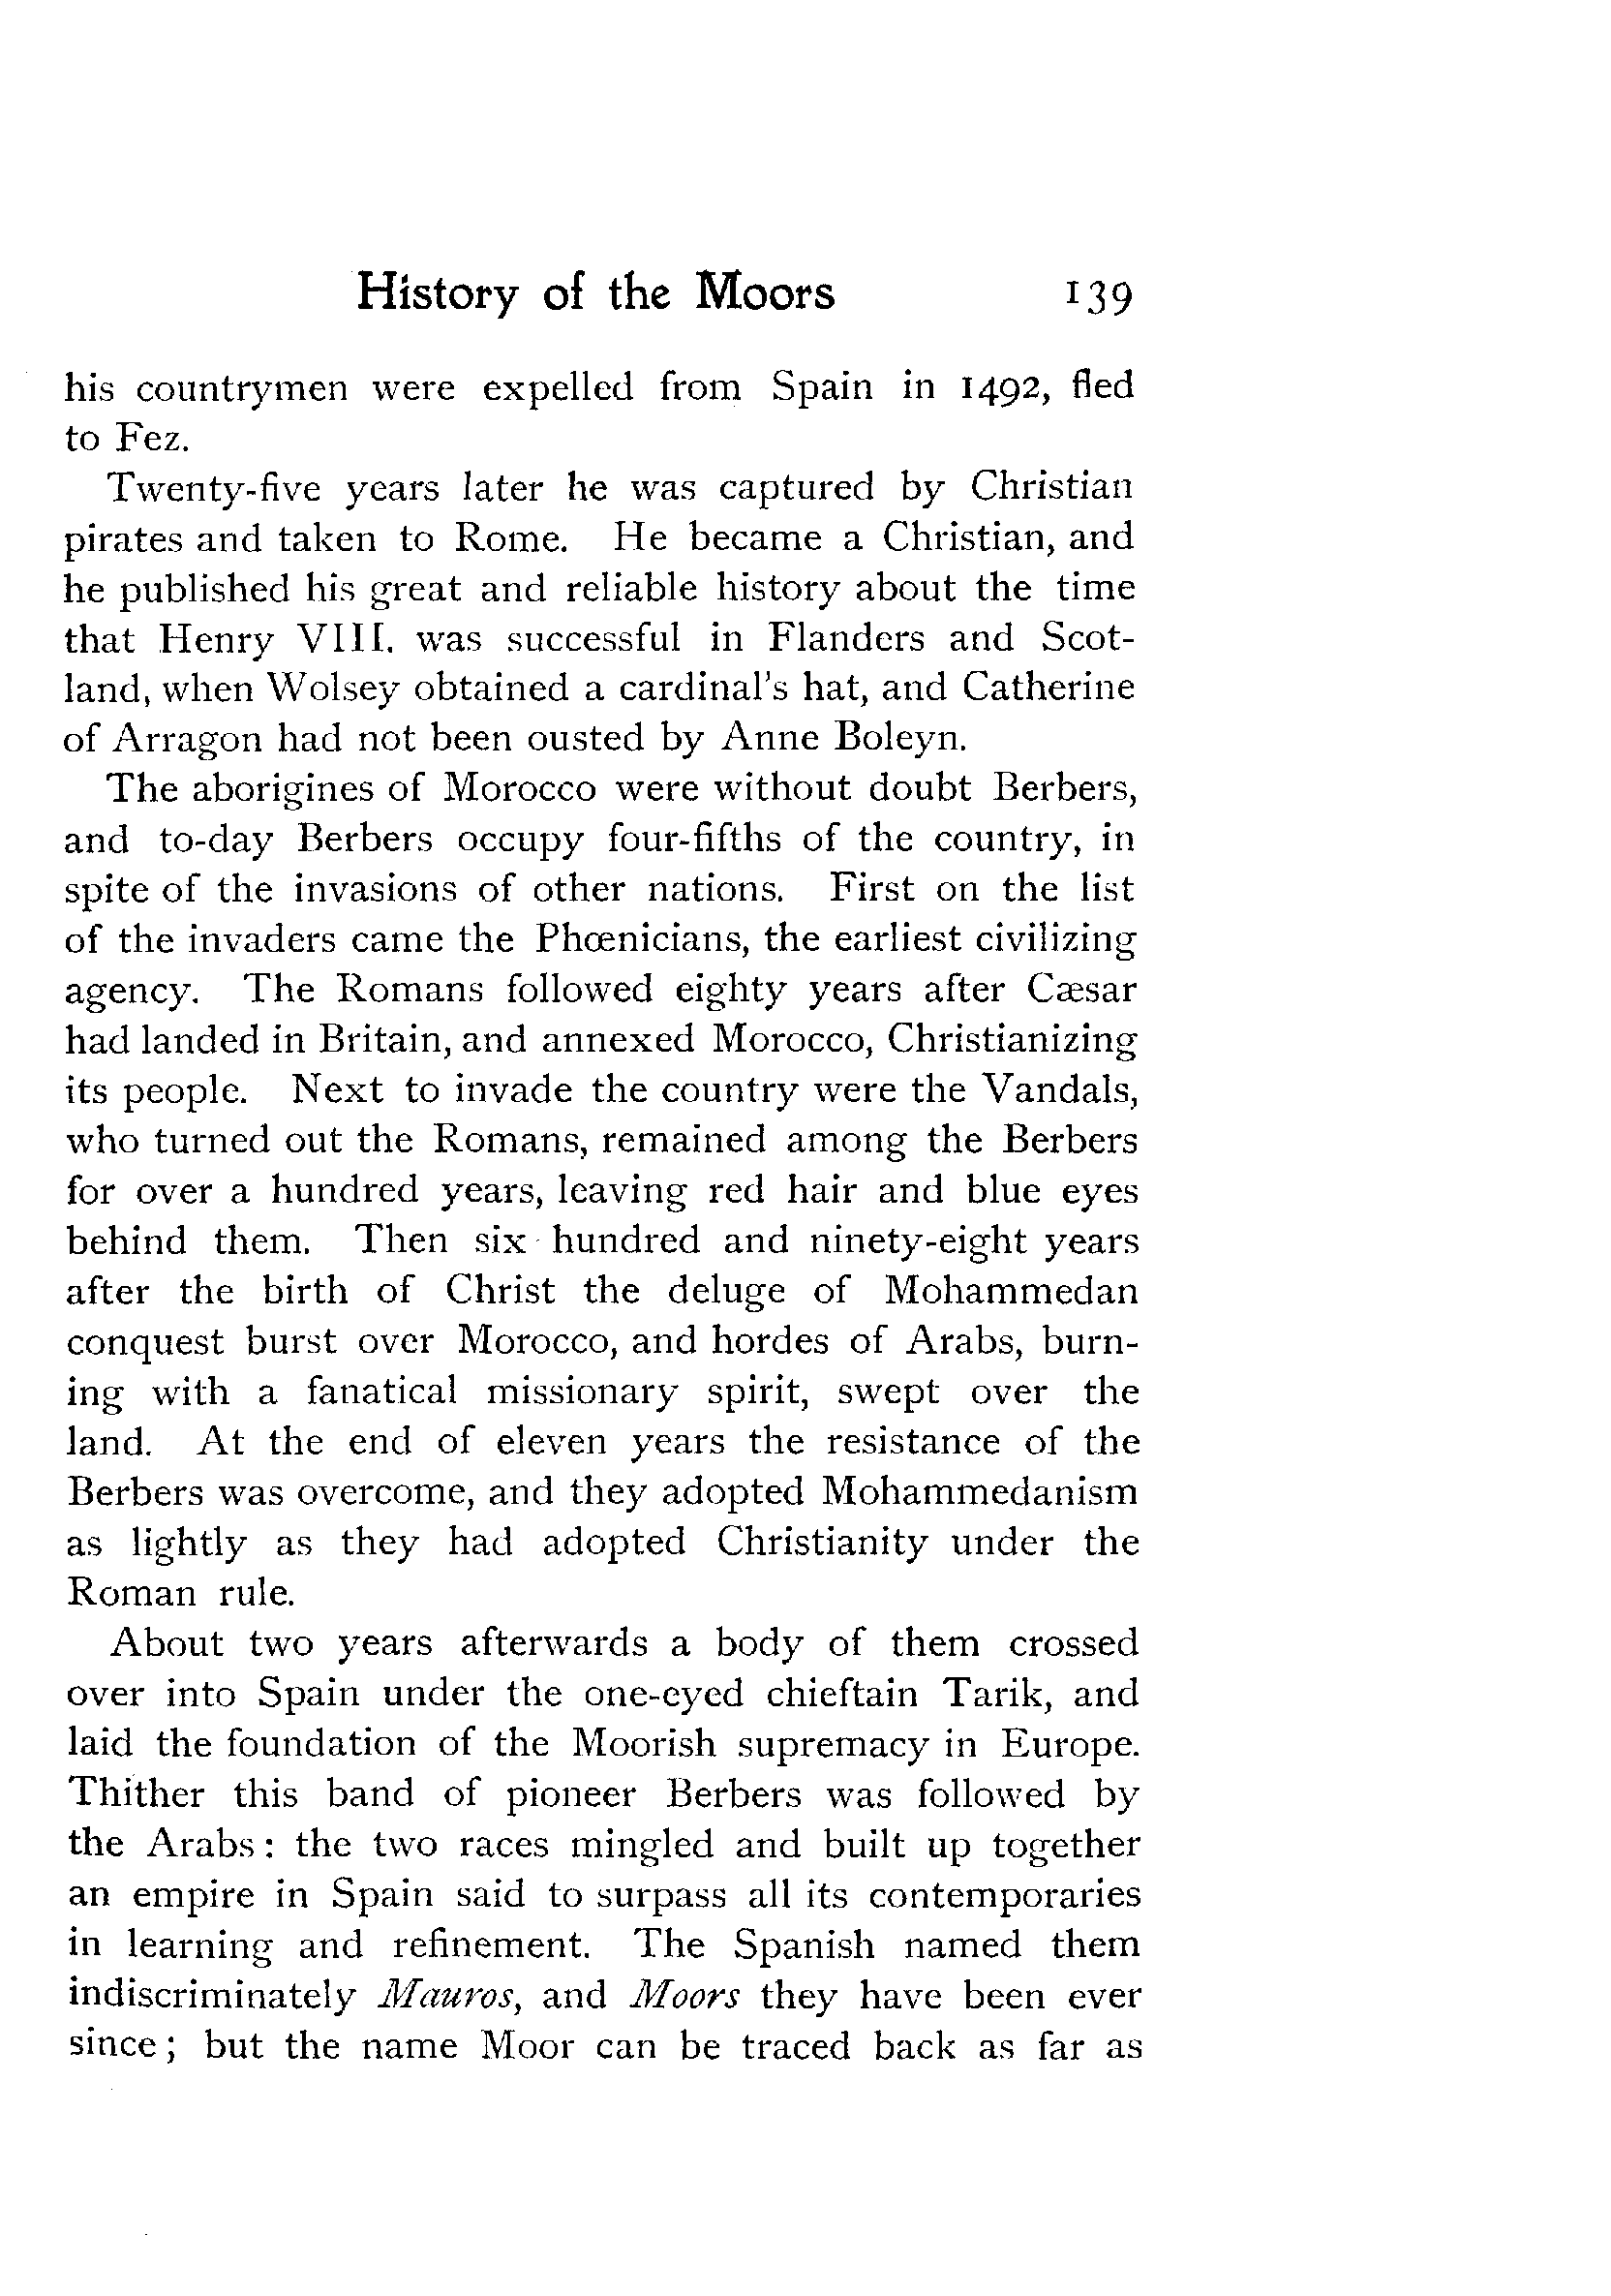 History of the Moors 139
his countrymen were expelled from Spain in 1492, fled
to Fez.
Twenty-five years later he was captured by Christian
pirates and taken to Rome. He became a Christian, and
he published his great and reliable history about the time
that Henry VIII. was successful in Flanders and Scot-
land, when Wolsey obtained a cardinal's hat, and Catherine
of Arragon had not been ousted by Anne Boleyn.
The aborigines of Morocco were without doubt Berbers,
and to-day Berbers occupy four-fifths of the country, in
spite of the invasions of other nations. First on the list
of the invaders came the Phœnicians, the earliest civilizing
agency. The Romans followed eighty years after Cæsar
had landed in Britain, and annexed Morocco, Christianizing
its people. Next to invade the country were the Vandals,
who turned out the Romans, remained among the Berbers
for over a hundred years, leaving red hair and blue eyes
behind them. Then six hundred and ninety-eight years
after the birth of Christ the deluge of Mohammedan
conquest burst over Morocco, and hordes of Arabs, burn-
ing with a fanatical missionary spirit, swept over the
land. At the end of eleven years the resistance of the
Berbers was overcome, and they adopted Mohammedanism
as lightly as they had adopted Christianity under the
Roman rule.
About two years afterwards a body of them crossed
over into Spain under the one-eyed chieftain Tarik, and
laid the foundation of the Moorish supremacy in Europe.
Thither this band of pioneer Berbers was followed by
the Arabs: the two races mingled and built up together
an empire in Spain said to surpass all its contemporaries
in learning and refinement. The Spanish named them
indiscriminately Mauros, and Moors they have been ever
since; but the name Moor can be traced back as far as